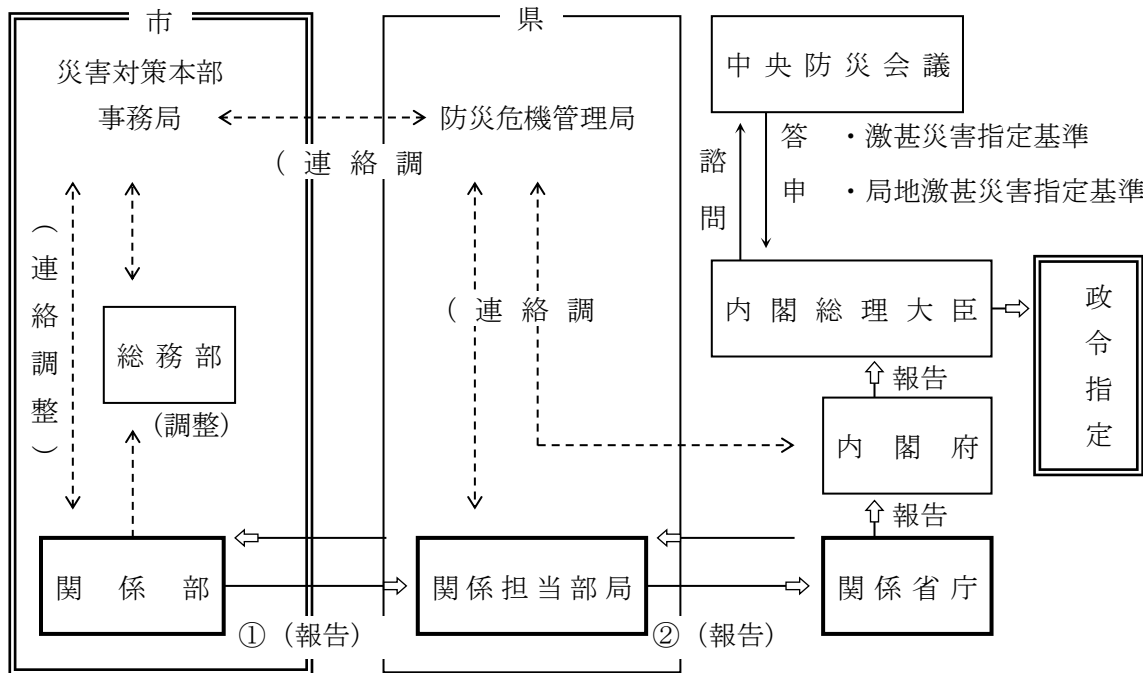 市
災害対策本部
事務局
（連絡調整）
総務部
(調整)
関係部
①（報告）
県
防災危機管理局
（連絡調
（連絡調
関係担当部局
②（報告）
中央防災会議
諮問
答申
・激甚災害指定基準
・局地激甚災害指定基準
内閣総理大臣
政令指定
報告
内閣府
報告
関係省庁